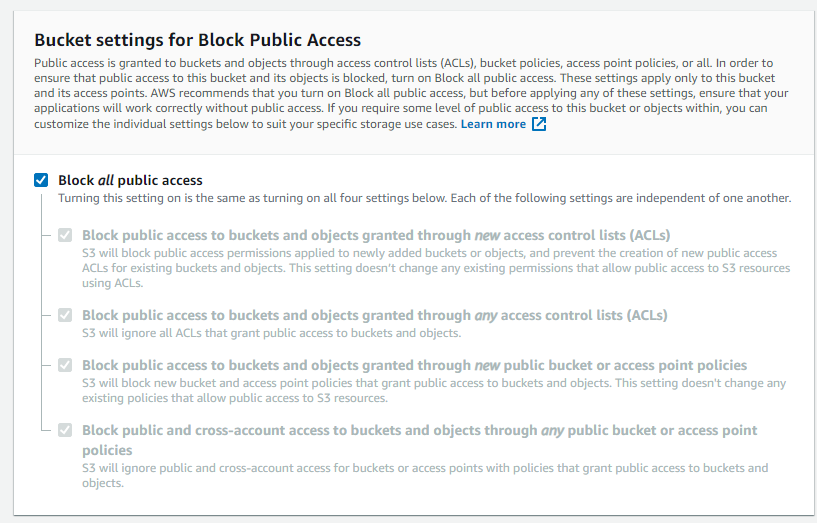 Bucket settings for Block Public Access
Public access is granted to buckets and objects through access control lists (ACLs), bucket policies, access point policies, or all. In order to
ensure that public access to this bucket and its objects is blocked, turn on Block all public access. These settings apply only to this bucket
and its access points. AWS recommends that you turn on Block all public access, but before applying any of these settings, ensure that your
applications will work correctly without public access. If you require some level of public access to this bucket or objects within, you can
customize the individual settings below to suit your specific storage use cases. Learn more
Block all public access
Turning this setting on is the same as turning on all four settings below. Each of the following settings are independent of one another.
Block public access to buckets and objects granted through new access control lists (ACLs)
S3 will block public access permissions applied to newly added buckets or objects, and prevent the creation of new public access
ACLs for existing buckets and objects. This setting doesn't change any existing permissions that allow public access to S3 resources
using ACLs.
Block public access to buckets and objects granted through any access control lists (ACLs)
S3 will ignore all ACLs that grant public access to buckets and objects.
Block public access to buckets and objects granted through new public bucket or access point policies
S3 will block new bucket and access point policies that grant public access to buckets and objects. This setting doesn't change any
existing policies that allow public access to S3 resources.
Block public and cross-account access to buckets and objects through any public bucket or access point
policies
S3 will ignore public and cross-account access for buckets or access points with policies that grant public access to buckets and
objects.